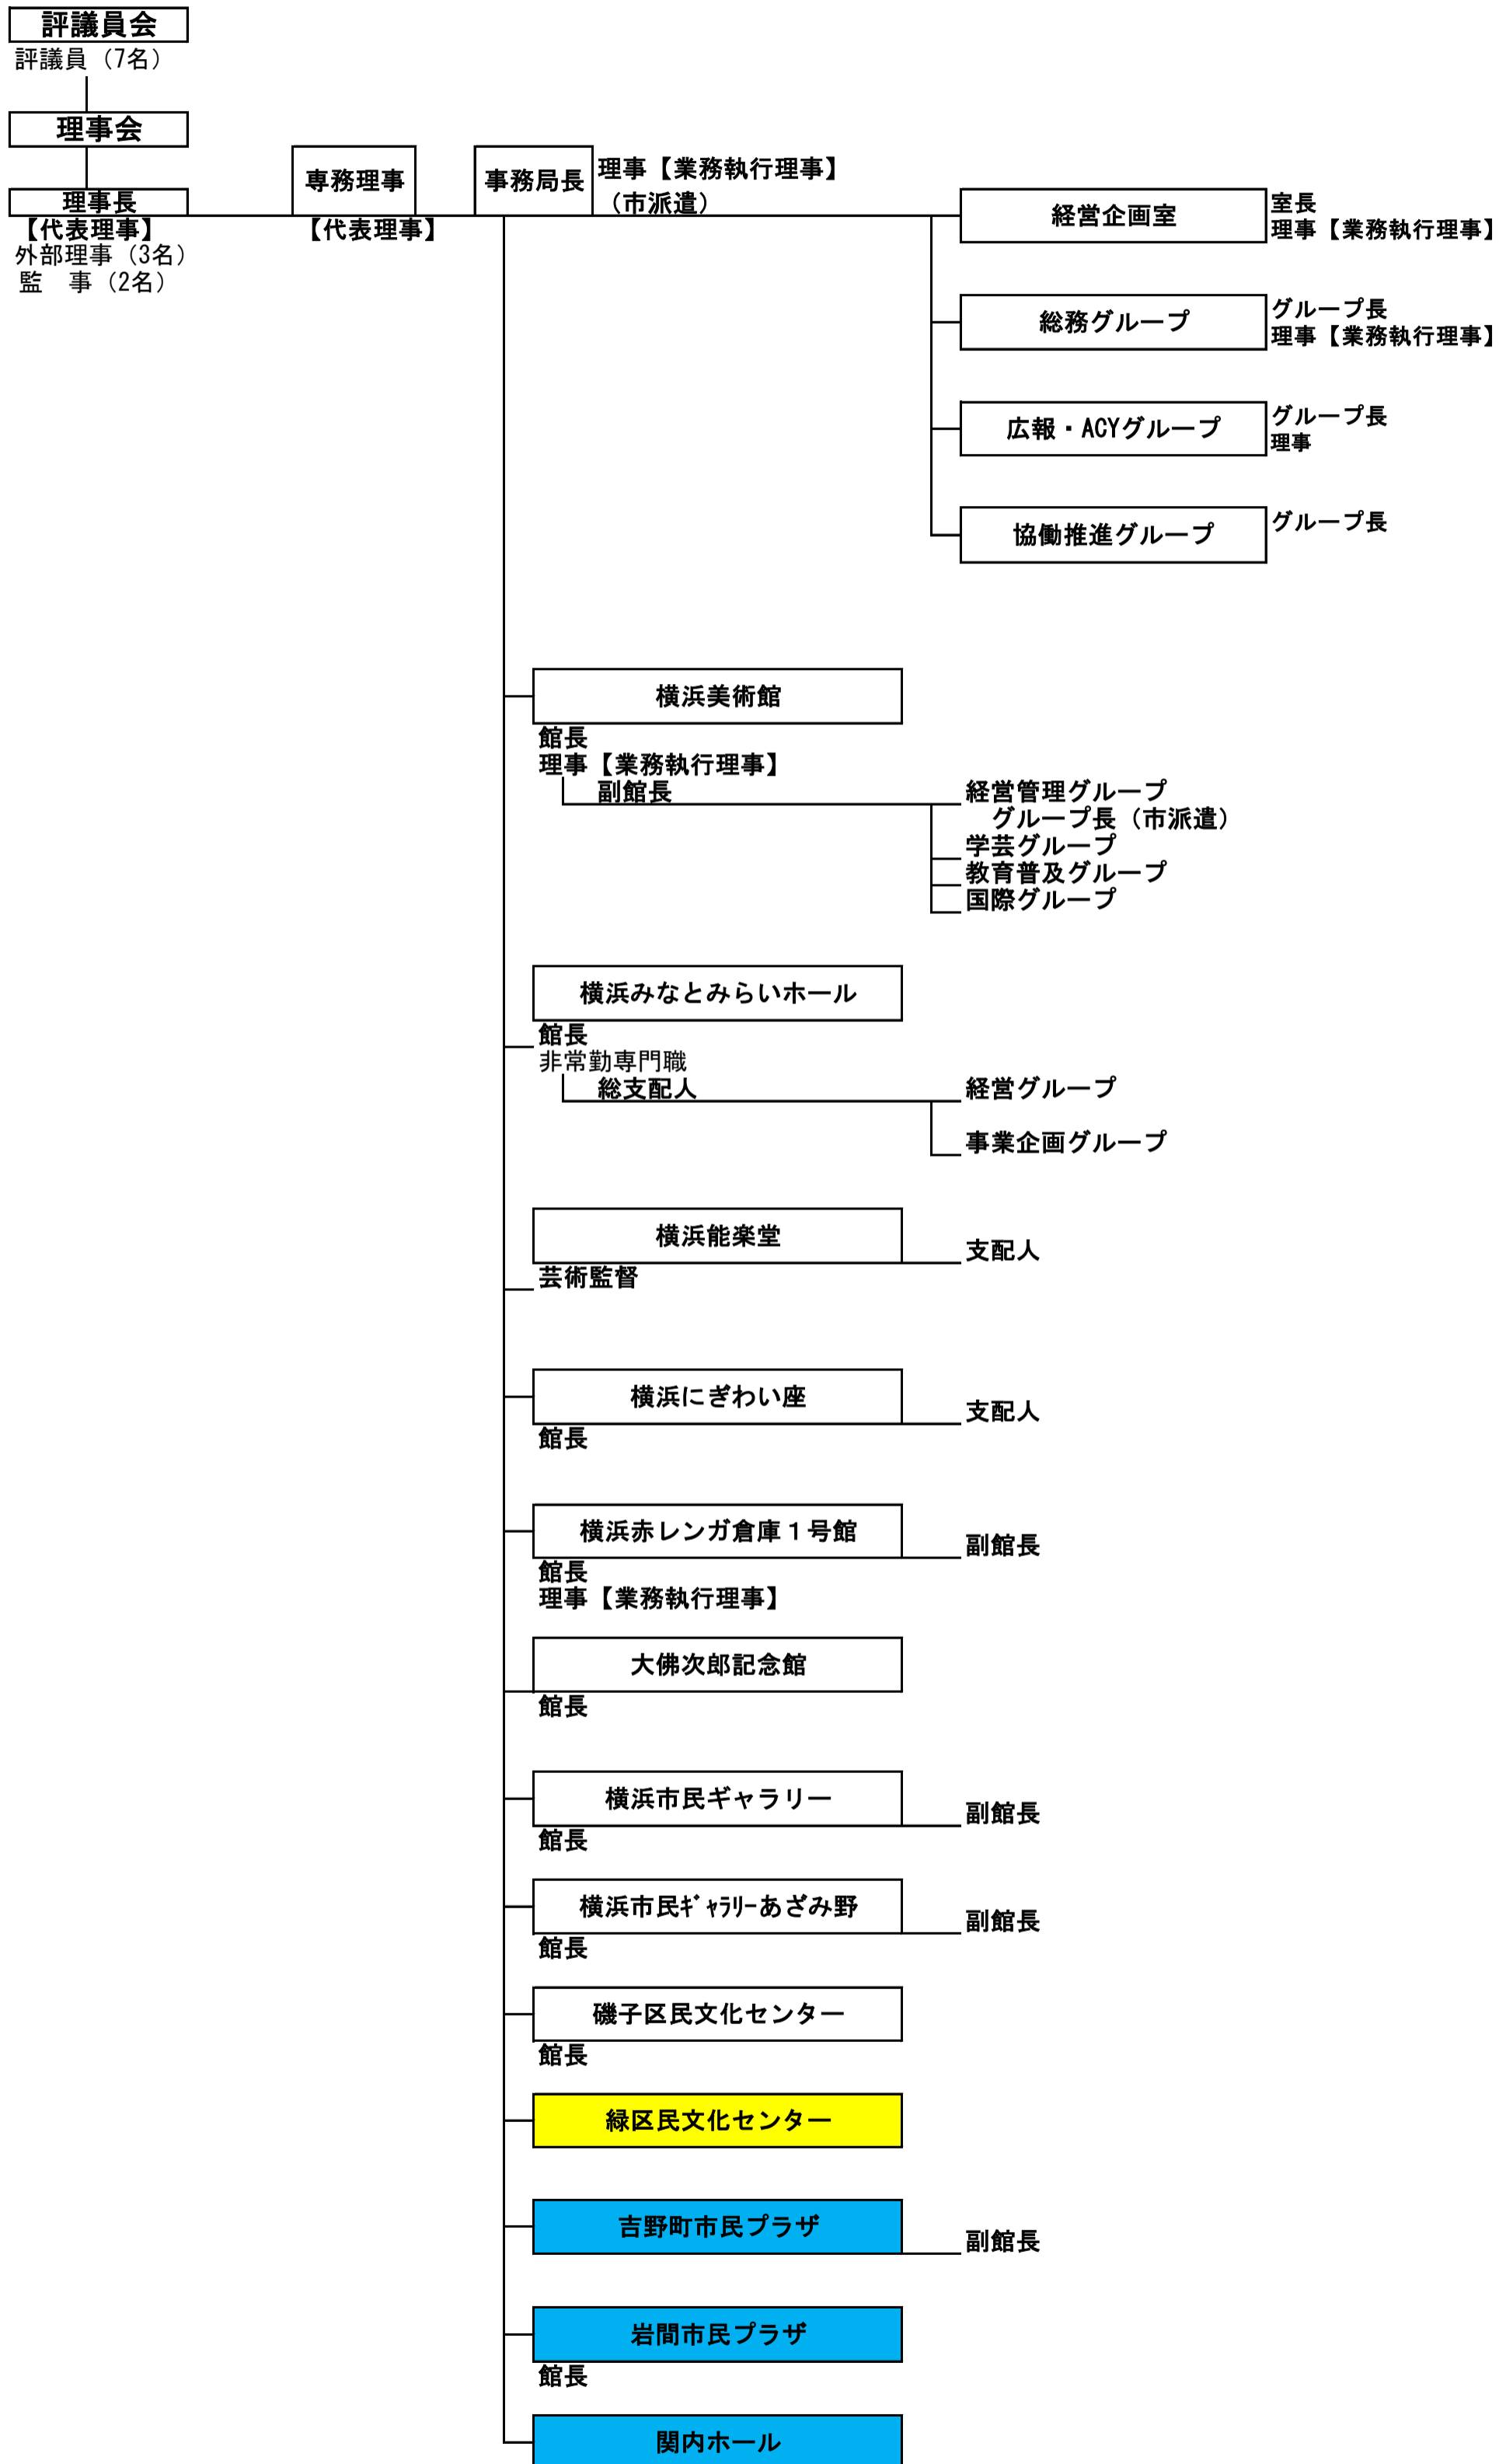 評議員会
評議員（7名）
理事会
理事長
【代表理事】
外部理事（3名）
監　事（2名）
専務理事
【代表理事】
事務局長
理事【業務執行理事】
（市派遣）
経営企画室
室長
理事【業務執行理事】
総務グループ
グループ長
理事【業務執行理事】
広報・ACYグループ
グループ長
理事
協働推進グループ
グループ長
横浜美術館
館長
理事【業務執行理事】
副館長
経営管理グループ
グループ長（市派遣）
学芸グループ
教育普及グループ
国際グループ
横浜みなとみらいホール
館長
非常勤専門職
総支配人
経営グループ
事業企画グループ
横浜能楽堂
支配人
芸術監督
横浜にぎわい座
支配人
館長
横浜赤レンガ倉庫１号館
副館長
館長
理事【業務執行理事】
大佛次郎記念館
館長
横浜市民ギャラリー
副館長
館長
横浜市民ｷﾞｬﾗﾘｰあざみ野
副館長
館長
磯子区民文化センター
館長
緑区民文化センター
吉野町市民プラザ
副館長
岩間市民プラザ
館長
関内ホール